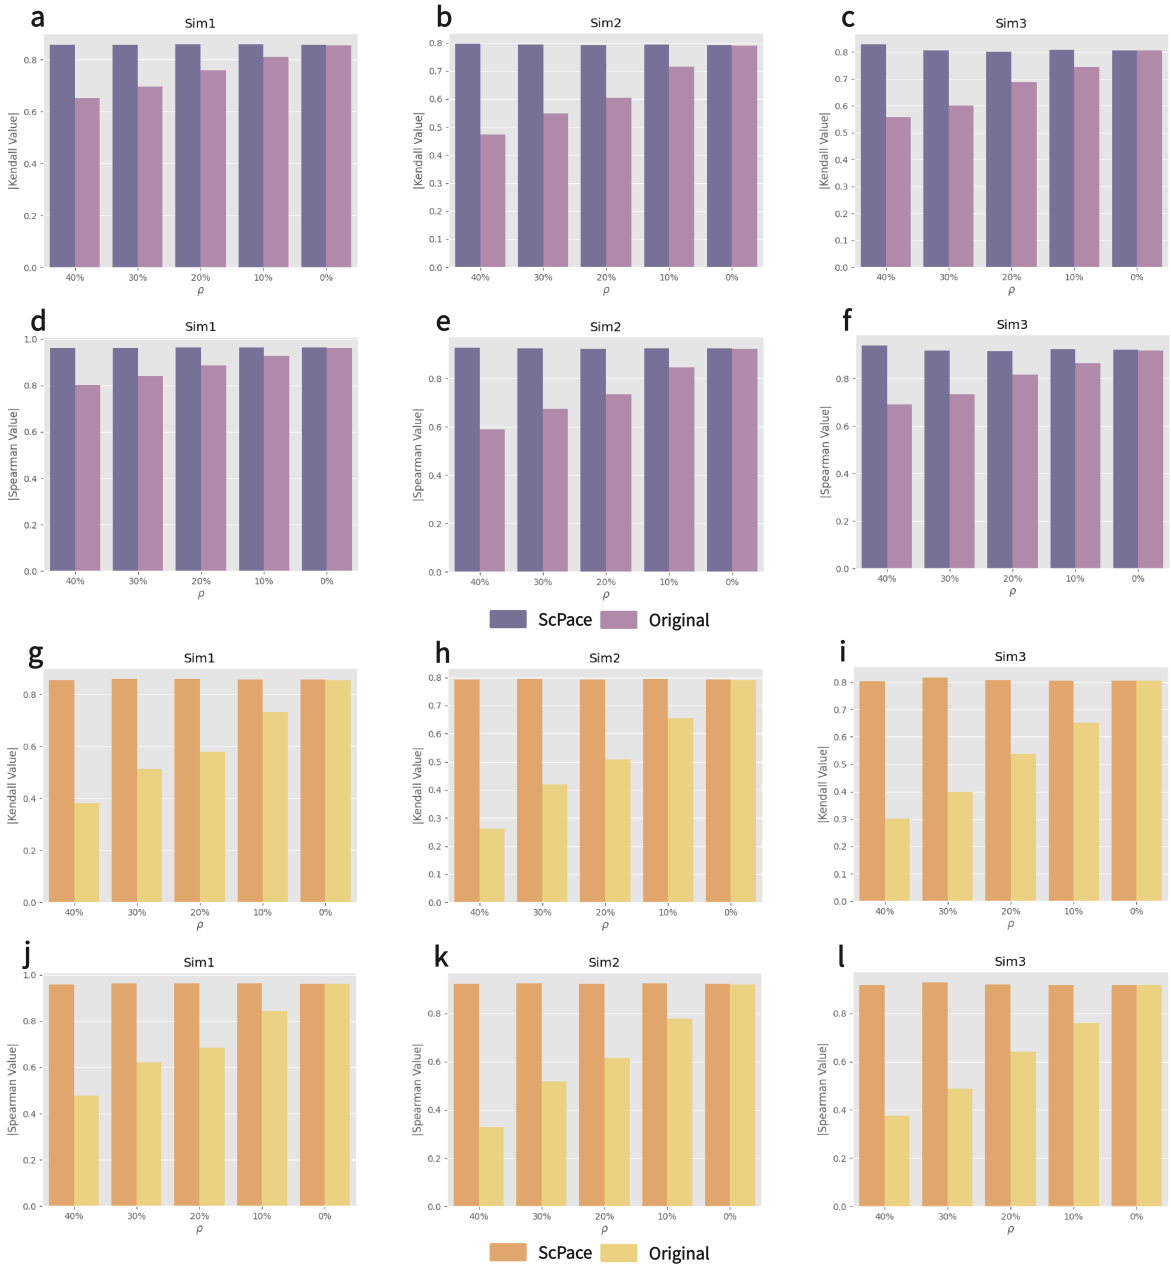 a
Sim1
|Kendall Value|
0.8
0.6
0.4
0.2
0.0
40% 30% 20% 10% 0%
ρ
b
Sim2
|Kendall Value|
0.8
0.7
0.6
0.5
0.4
0.3
0.2
0.1
0.0
40% 30% 20% 10% 0%
ρ
c
Sim3
|Kendall Value|
0.8
0.7
0.6
0.5
0.4
0.3
0.2
0.1
0.0
40% 30% 20% 10% 0%
ρ
d
Sim1
|Spearman Value|
1.0
0.8
0.6
0.4
0.2
0.0
40% 30% 20% 10% 0%
ρ
e
Sim2
|Spearman Value|
0.8
0.6
0.4
0.2
0.0
40% 30% 20% 10% 0%
ρ
f
Sim3
|Spearman Value|
0.8
0.6
0.4
0.2
0.0
40% 30% 20% 10% 0%
ρ
ScPace Original
g
Sim1
|Kendall Value|
0.8
0.6
0.4
0.2
0.0
40% 30% 20% 10% 0%
ρ
h
Sim2
|Kendall Value|
0.8
0.7
0.6
0.5
0.4
0.3
0.2
0.1
0.0
40% 30% 20% 10% 0%
ρ
i
Sim3
|Kendall Value|
0.8
0.7
0.6
0.5
0.4
0.3
0.2
0.1
0.0
40% 30% 20% 10% 0%
ρ
j
Sim1
|Spearman Value|
1.0
0.8
0.6
0.4
0.2
0.0
40% 30% 20% 10% 0%
ρ
k
Sim2
|Spearman Value|
0.8
0.6
0.4
0.2
0.0
40% 30% 20% 10% 0%
ρ
l
Sim3
|Spearman Value|
0.8
0.6
0.4
0.2
0.0
40% 30% 20% 10% 0%
ρ
ScPace Original